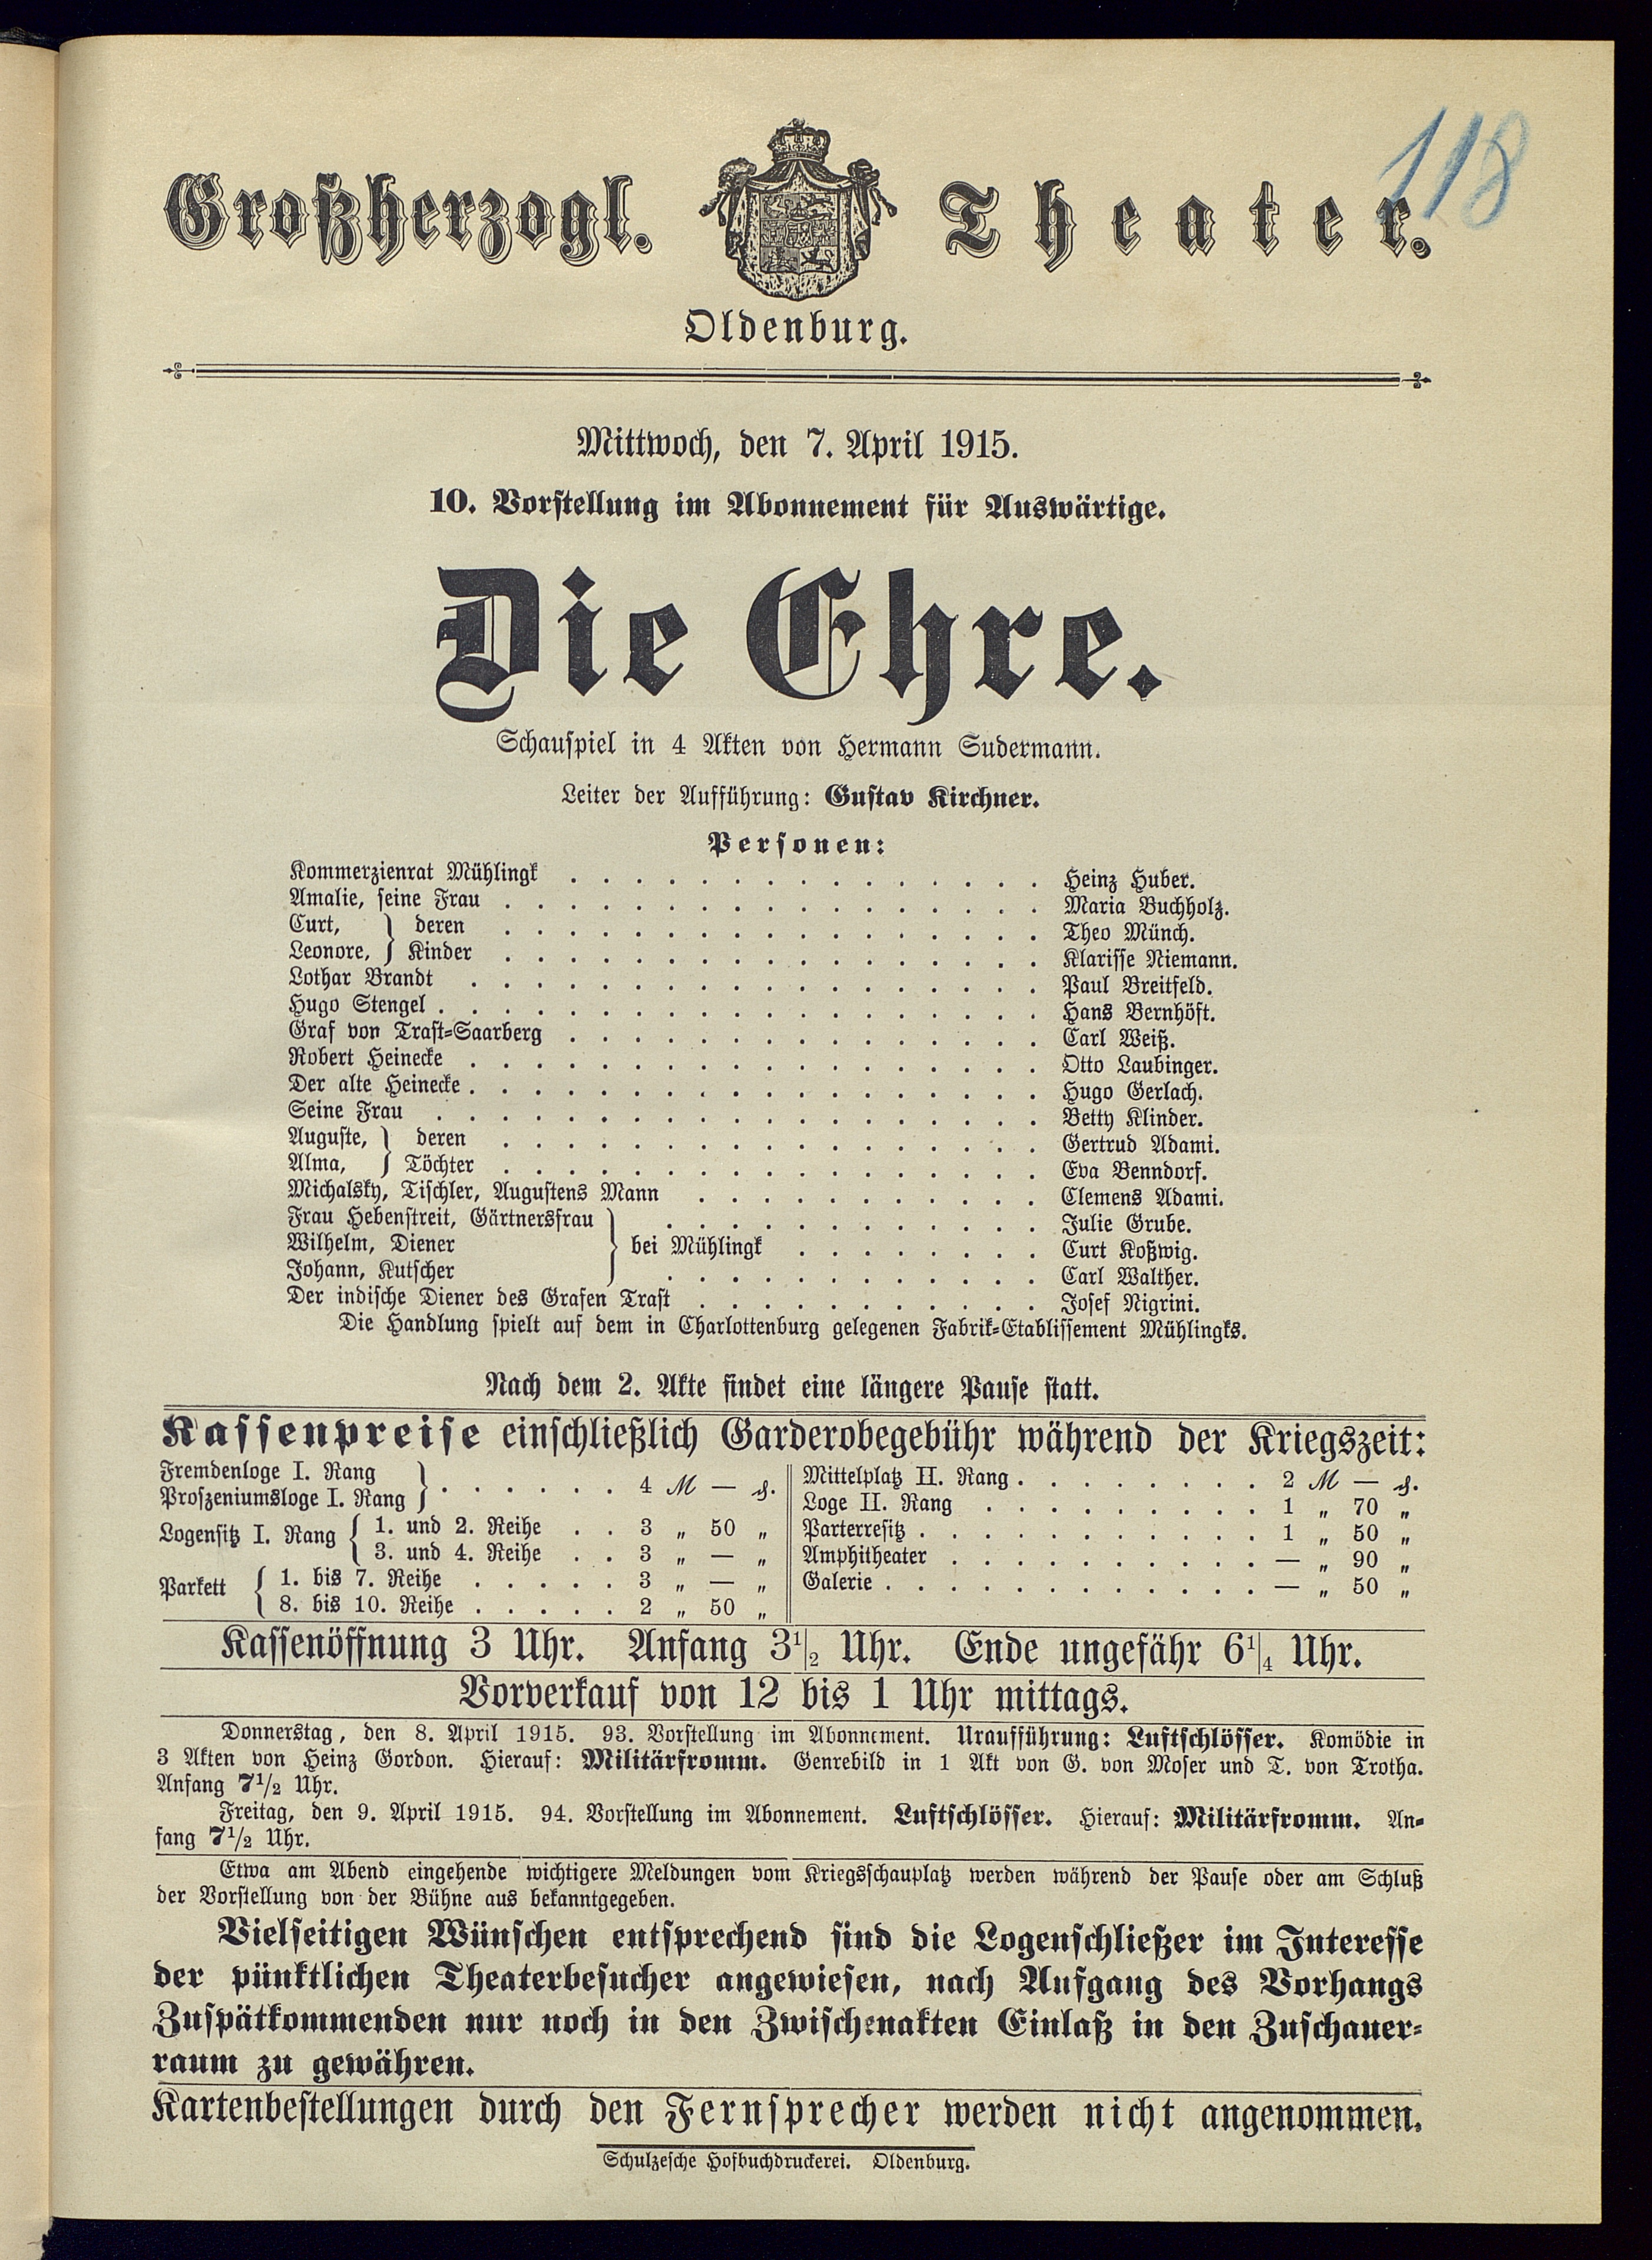 118
Großherzogl. Theater.
Oldenburg.
Mittwoch, den 7. April 1915.
10. Vorstellung im Abonnement für Auswärtige.
Die Ehre.
Schauspiel in 4 Akten von Hermann Sudermann.
Leiter der Aufführung: Gustav Kirchner.
Personen:
Kommerzienrat Mühlingk . . . . . . . . . . . . . . . Heinz Huber.
Amalie, seine Frau . . . . . . . . . . . . . . . . . Maria Buchholz.
Curt, } deren . . . . . . . . . . . . . . . . . Theo Münch.
Leonore, } Kinder . . . . . . . . . . . . . . . . . Klarisse Niemann.
Lothar Brandt . . . . . . . . . . . . . . . . . . Paul Breitfeld.
Hugo Stengel . . . . . . . . . . . . . . . . . . . Hans Bernhöft.
Graf von Trast=Saarberg . . . . . . . . . . . . . . . Carl Weiß.
Robert Heinecke . . . . . . . . . . . . . . . . . . Otto Laubinger.
Der alte Heinecke . . . . . . . . . . . . . . . . . . Hugo Gerlach.
Seine Frau . . . . . . . . . . . . . . . . . . . Betty Klinder.
Auguste, } deren . . . . . . . . . . . . . . . . . Gertrud Adami.
Alma, } Töchter . . . . . . . . . . . . . . . . . Eva Benndorf.
Michalsky, Tischler, Augustens Mann . . . . . . . . . . . Clemens Adami.
Frau Hebenstreit, Gärtnersfrau } . . . . . . . . . . . . Julie Grube.
Wilhelm, Diener } bei Mühlingk . . . . . . . . Curt Koßwig.
Johann, Kutscher } . . . . . . . . . . . . Carl Walther.
Der indische Diener des Grafen Trast . . . . . . . . . . . Josef Nigrini.
Die Handlung spielt auf dem in Charlottenburg gelegenen Fabrik=Etablissement Mühlingks.
Nach dem 2. Akte findet eine längere Pause statt.
Kassenpreise einschließlich Garderobegebühr während der Kriegszeit:
Fremdenloge I. Rang
Proszeniumsloge I. Rang } . . . . . . 4 M — ₰.
Logensitz I. Rang { 1. und 2. Reihe . . 3 „ 50 „
3. und 4. Reihe . . 3 „ — „
Parkett { 1. bis 7. Reihe . . . . . 3 „ — „
8. bis 10. Reihe . . . . . 2 „ 50 „
Mittelplatz II. Rang . . . . . . . . 2 M — ₰.
Loge II. Rang . . . . . . . . . 1 „ 70 „
Parterresitz . . . . . . . . . . . 1 „ 50 „
Amphitheater . . . . . . . . . . — „ 90 „
Galerie . . . . . . . . . . . . — „ 50 „
Kassenöffnung 3 Uhr. Anfang 3 1/2 Uhr. Ende ungefähr 6 1/4 Uhr.
Vorverkauf von 12 bis 1 Uhr mittags.
Donnerstag, den 8. April 1915. 93. Vorstellung im Abonnement. Uraufführung: Luftschlösser. Komödie in
3 Akten von Heinz Gordon. Hierauf: Militärfromm. Genrebild in 1 Akt von G. von Moser und T. von Trotha.
Anfang 7 1/2 Uhr.
Freitag, den 9. April 1915. 94. Vorstellung im Abonnement. Luftschlösser. Hierauf: Militärfromm. An=
fang 7 1/2 Uhr.
Etwa am Abend eingehende wichtigere Meldungen vom Kriegsschauplatz werden während der Pause oder am Schluß
der Vorstellung von der Bühne aus bekanntgegeben.
Vielseitigen Wünschen entsprechend sind die Logenschließer im Interesse
der pünktlichen Theaterbesucher angewiesen, nach Aufgang des Vorhangs
Zuspätkommenden nur noch in den Zwischenakten Einlaß in den Zuschauer=
raum zu gewähren.
Kartenbestellungen durch den Fernsprecher werden nicht angenommen.
Schulzesche Hofbuchdruckerei. Oldenburg.